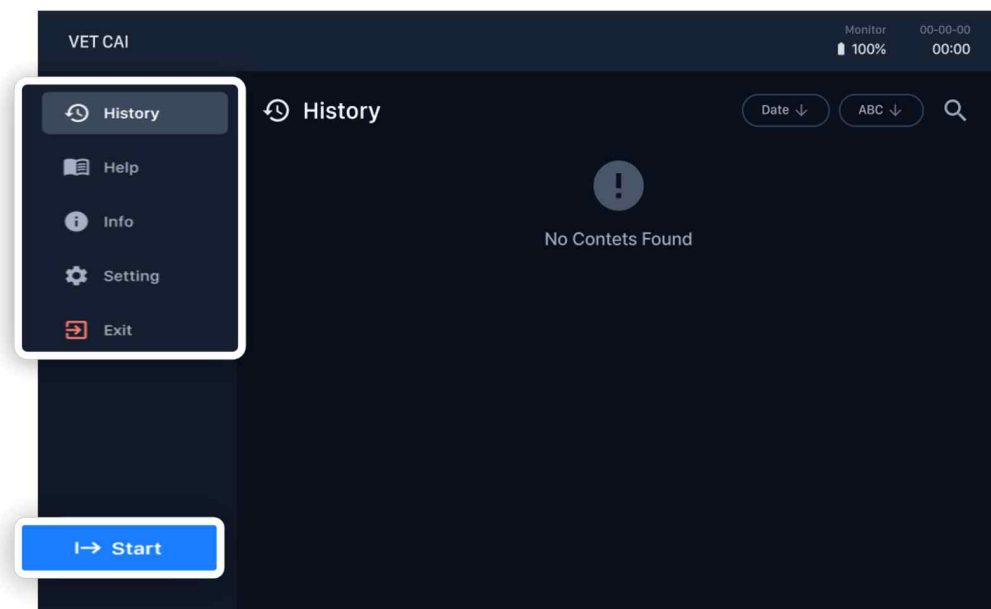 VET CAI
Monitor
100%
00-00-00
00:00
History
Help
Info
Setting
Exit
Start
History
Date ↓
ABC ↓
No Contets Found